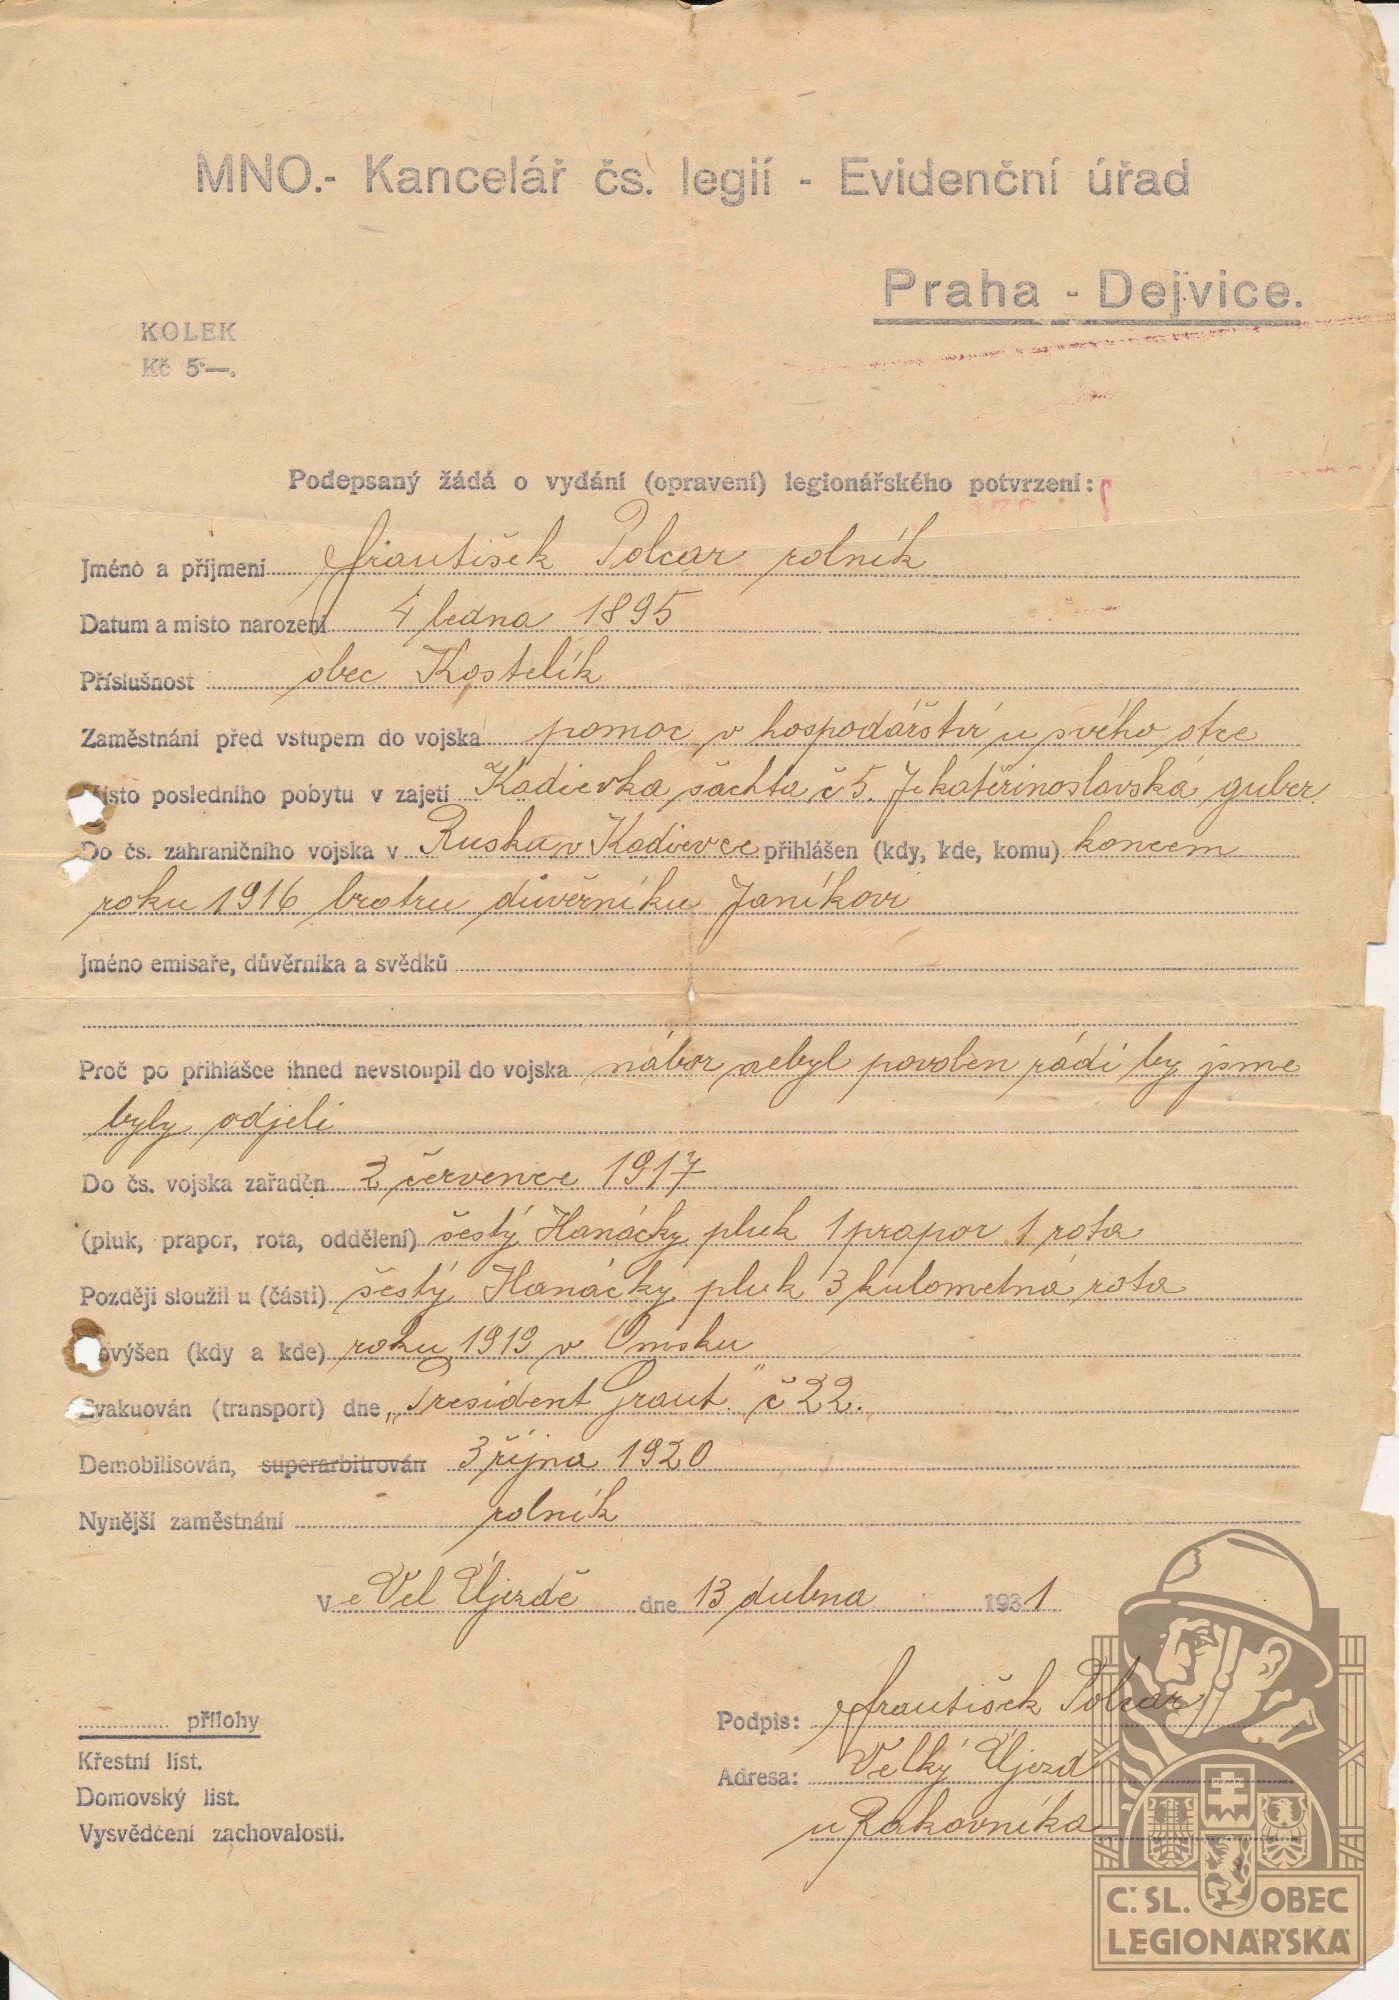 MNO.- Kancelář čs. legií - Evidenční úřad
Praha - Dejvice.
KOLEK
Kč 5·—.
Podepsaný žádá o vydání (opravení) legionářského potvrzení:
Jméno a příjmení František Polcar rolník
Datum a místo narození 4 ledna 1895
Příslušnost obec Kostelík
Zaměstnání před vstupem do vojska pomoc v hospodářství u svého otce
Místo posledního pobytu v zajetí Kadievka šachta č 5. Jekatěrinoslavská guber.
Do čs. zahraničního vojska v Rusku v Kadievce přihlášen (kdy, kde, komu) koncem
roku 1916 bratru důvěrníku Janíkovi
Jméno emisaře, důvěrníka a svědků
Proč po přihlášce ihned nevstoupil do vojska nábor nebyl povolen rádi by jsme
byly odjeli
Do čs. vojska zařaděn 2 července 1917
(pluk, prapor, rota, oddělení) šestý Hanácky pluk 1 prapor 1 rota
Později sloužil u (části) šestý Hanácky pluk 3 kulometná rota
Povýšen (kdy a kde) roku 1919 v Omsku
Evakuován (transport) dne „President Graut" č 22.
Demobilisován, superarbitrován 3 října 1920
Nynější zaměstnání rolník
v e Vel Újezdě dne 13 dubna 1931
přílohy
Křestní list.
Domovský list.
Vysvědčení zachovalosti.
Podpis: František Polcar
Adresa: Velký Újezd
u Rakovníka
Č. SL. OBEC
LEGIONÁŘSKÁ